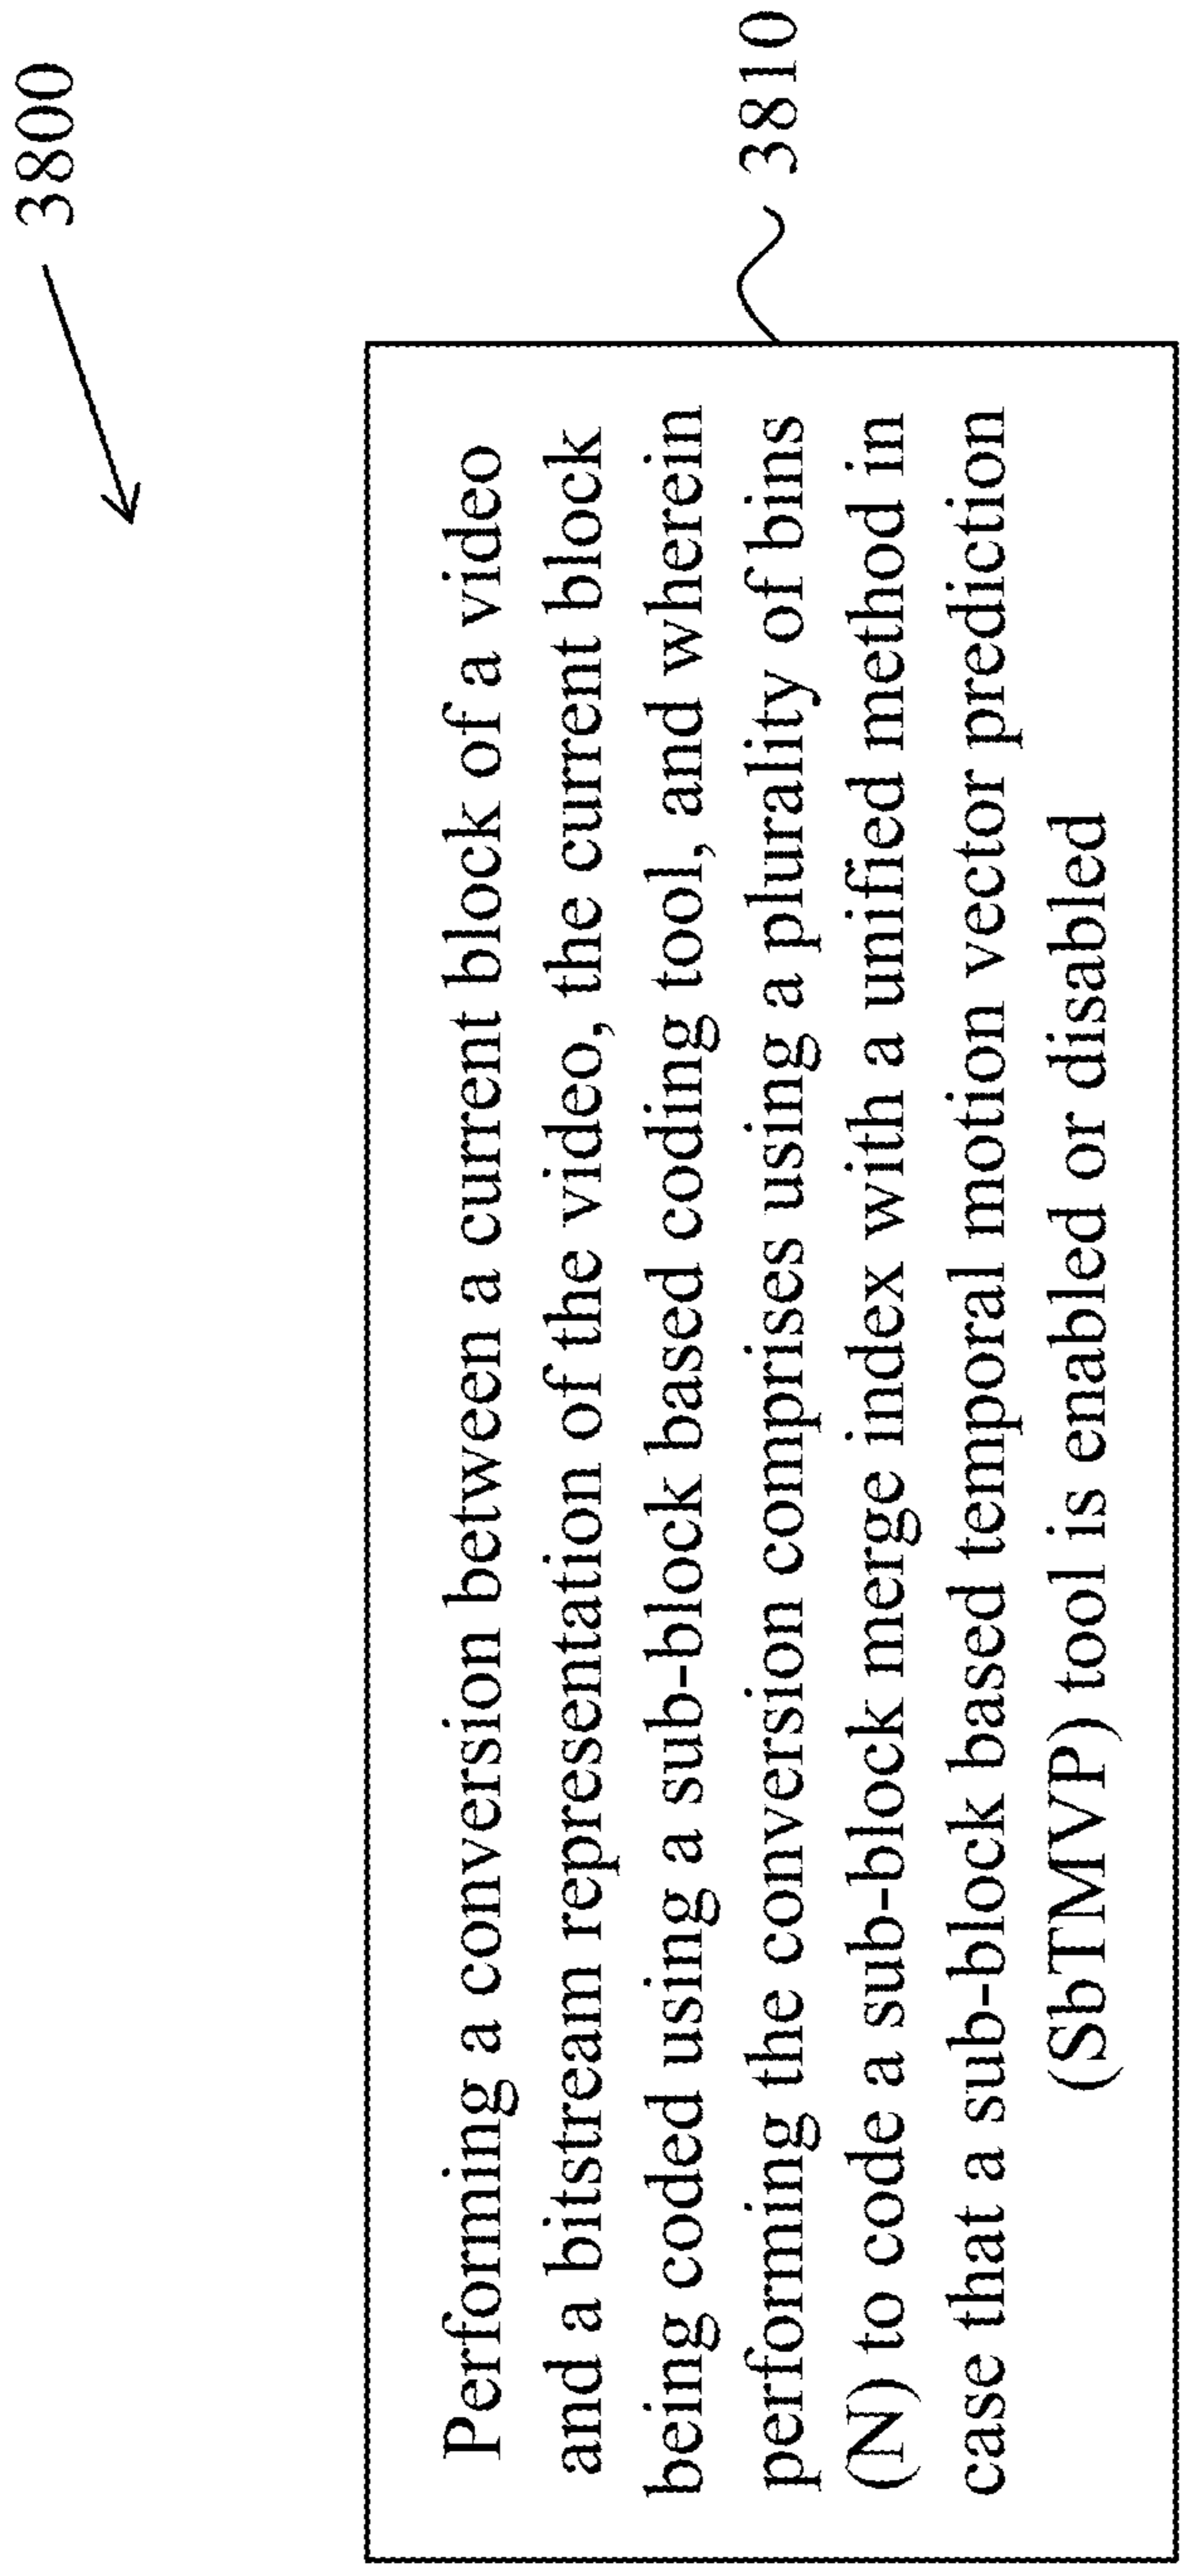 3800
Performing a conversion between a current block of a video
and a bitstream representation of the video, the current block
being coded using a sub-block based coding tool, and wherein
performing the conversion comprises using a plurality of bins
(N) to code a sub-block merge index with a unified method in
case that a sub-block based temporal motion vector prediction
(SbTMVP) tool is enabled or disabled
3810